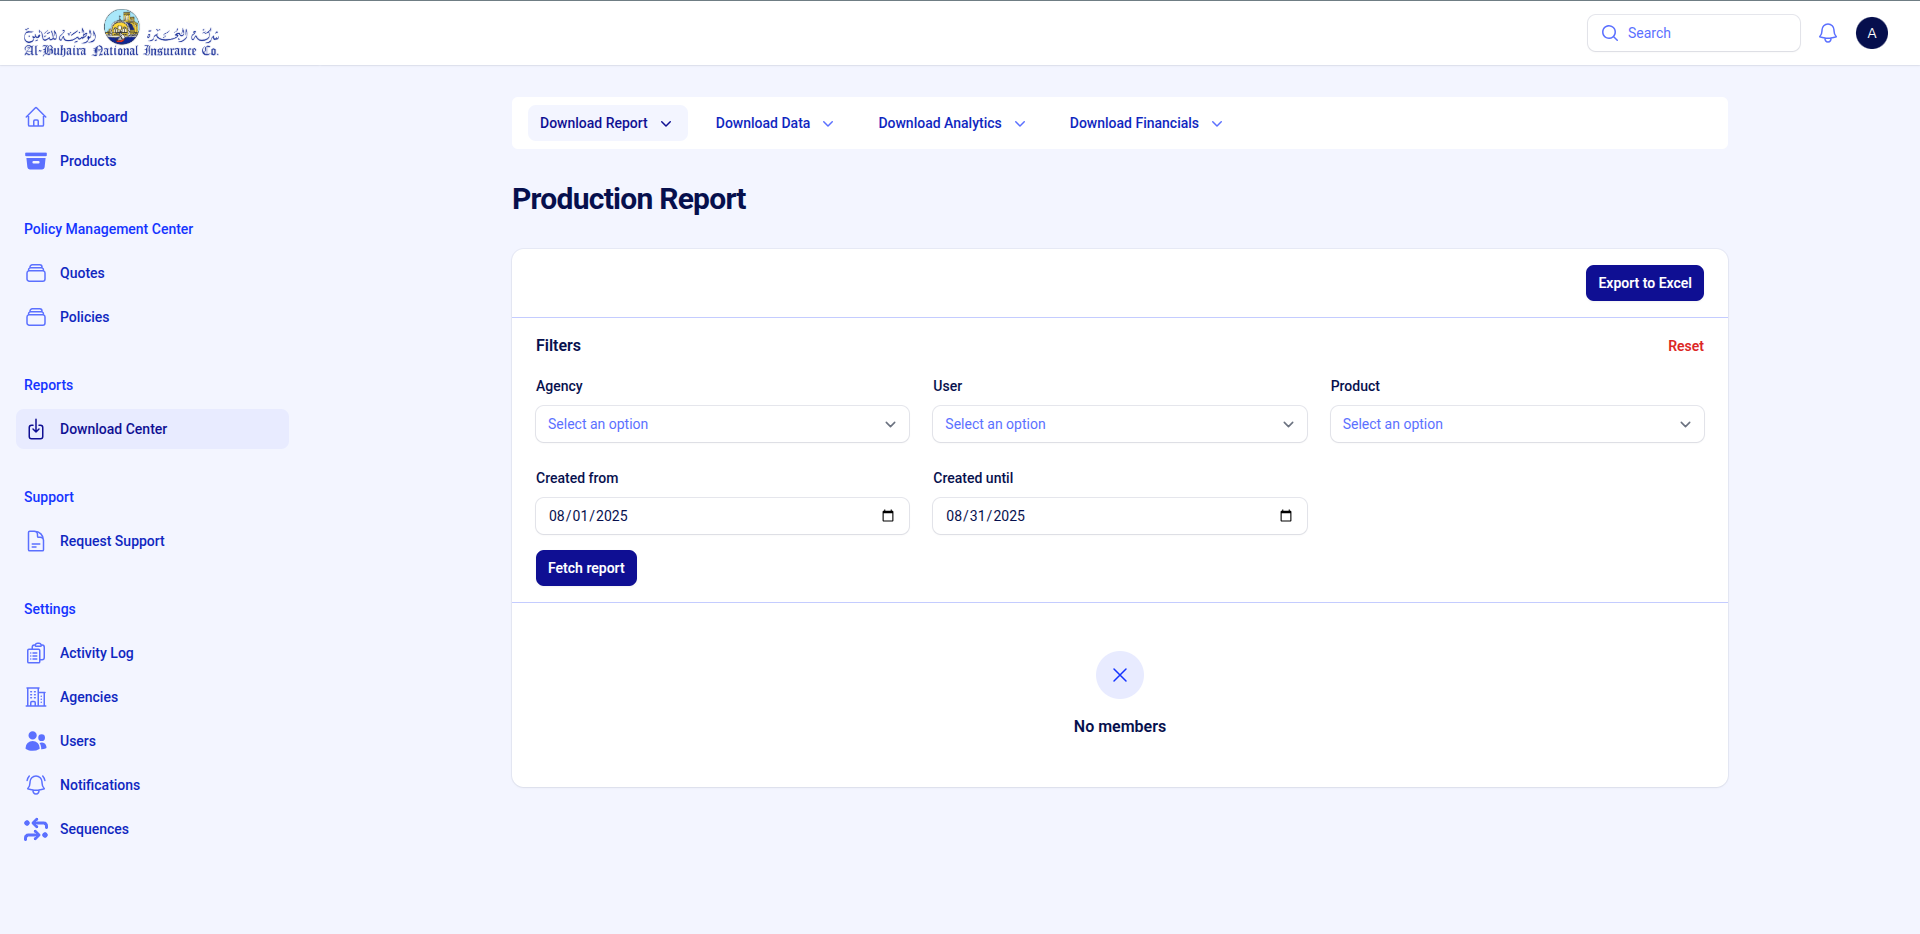 شركة البحيرة الوطنية للتأمين
Al-Buhaira National Insurance Co.
Search
A
Dashboard
Products
Policy Management Center
Quotes
Policies
Reports
Download Center
Support
Request Support
Settings
Activity Log
Agencies
Users
Notifications
Sequences
Download Report
Download Data
Download Analytics
Download Financials
Production Report
Export to Excel
Filters
Reset
Agency
User
Product
Select an option
Select an option
Select an option
Created from
Created until
08/01/2025
08/31/2025
Fetch report
No members